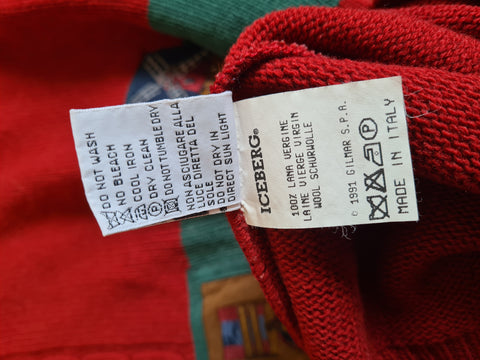 DO NOT WASH
NO BLEACH
COOL IRON
DRY CLEAN
DO NOT TUMBLE DRY
NON ASCIUGARE ALLA
LUCE DIRETTA DEL
SOLE
DO NOT DRY IN
DIRECT SUN LIGHT
ICEBERG®
100% LANA VERGINE
LAINE VIERGE VIRGIN
WOOL SCHURWOLLE
© 1991 GILMAR S.P.A.
P
MADE IN ITALY